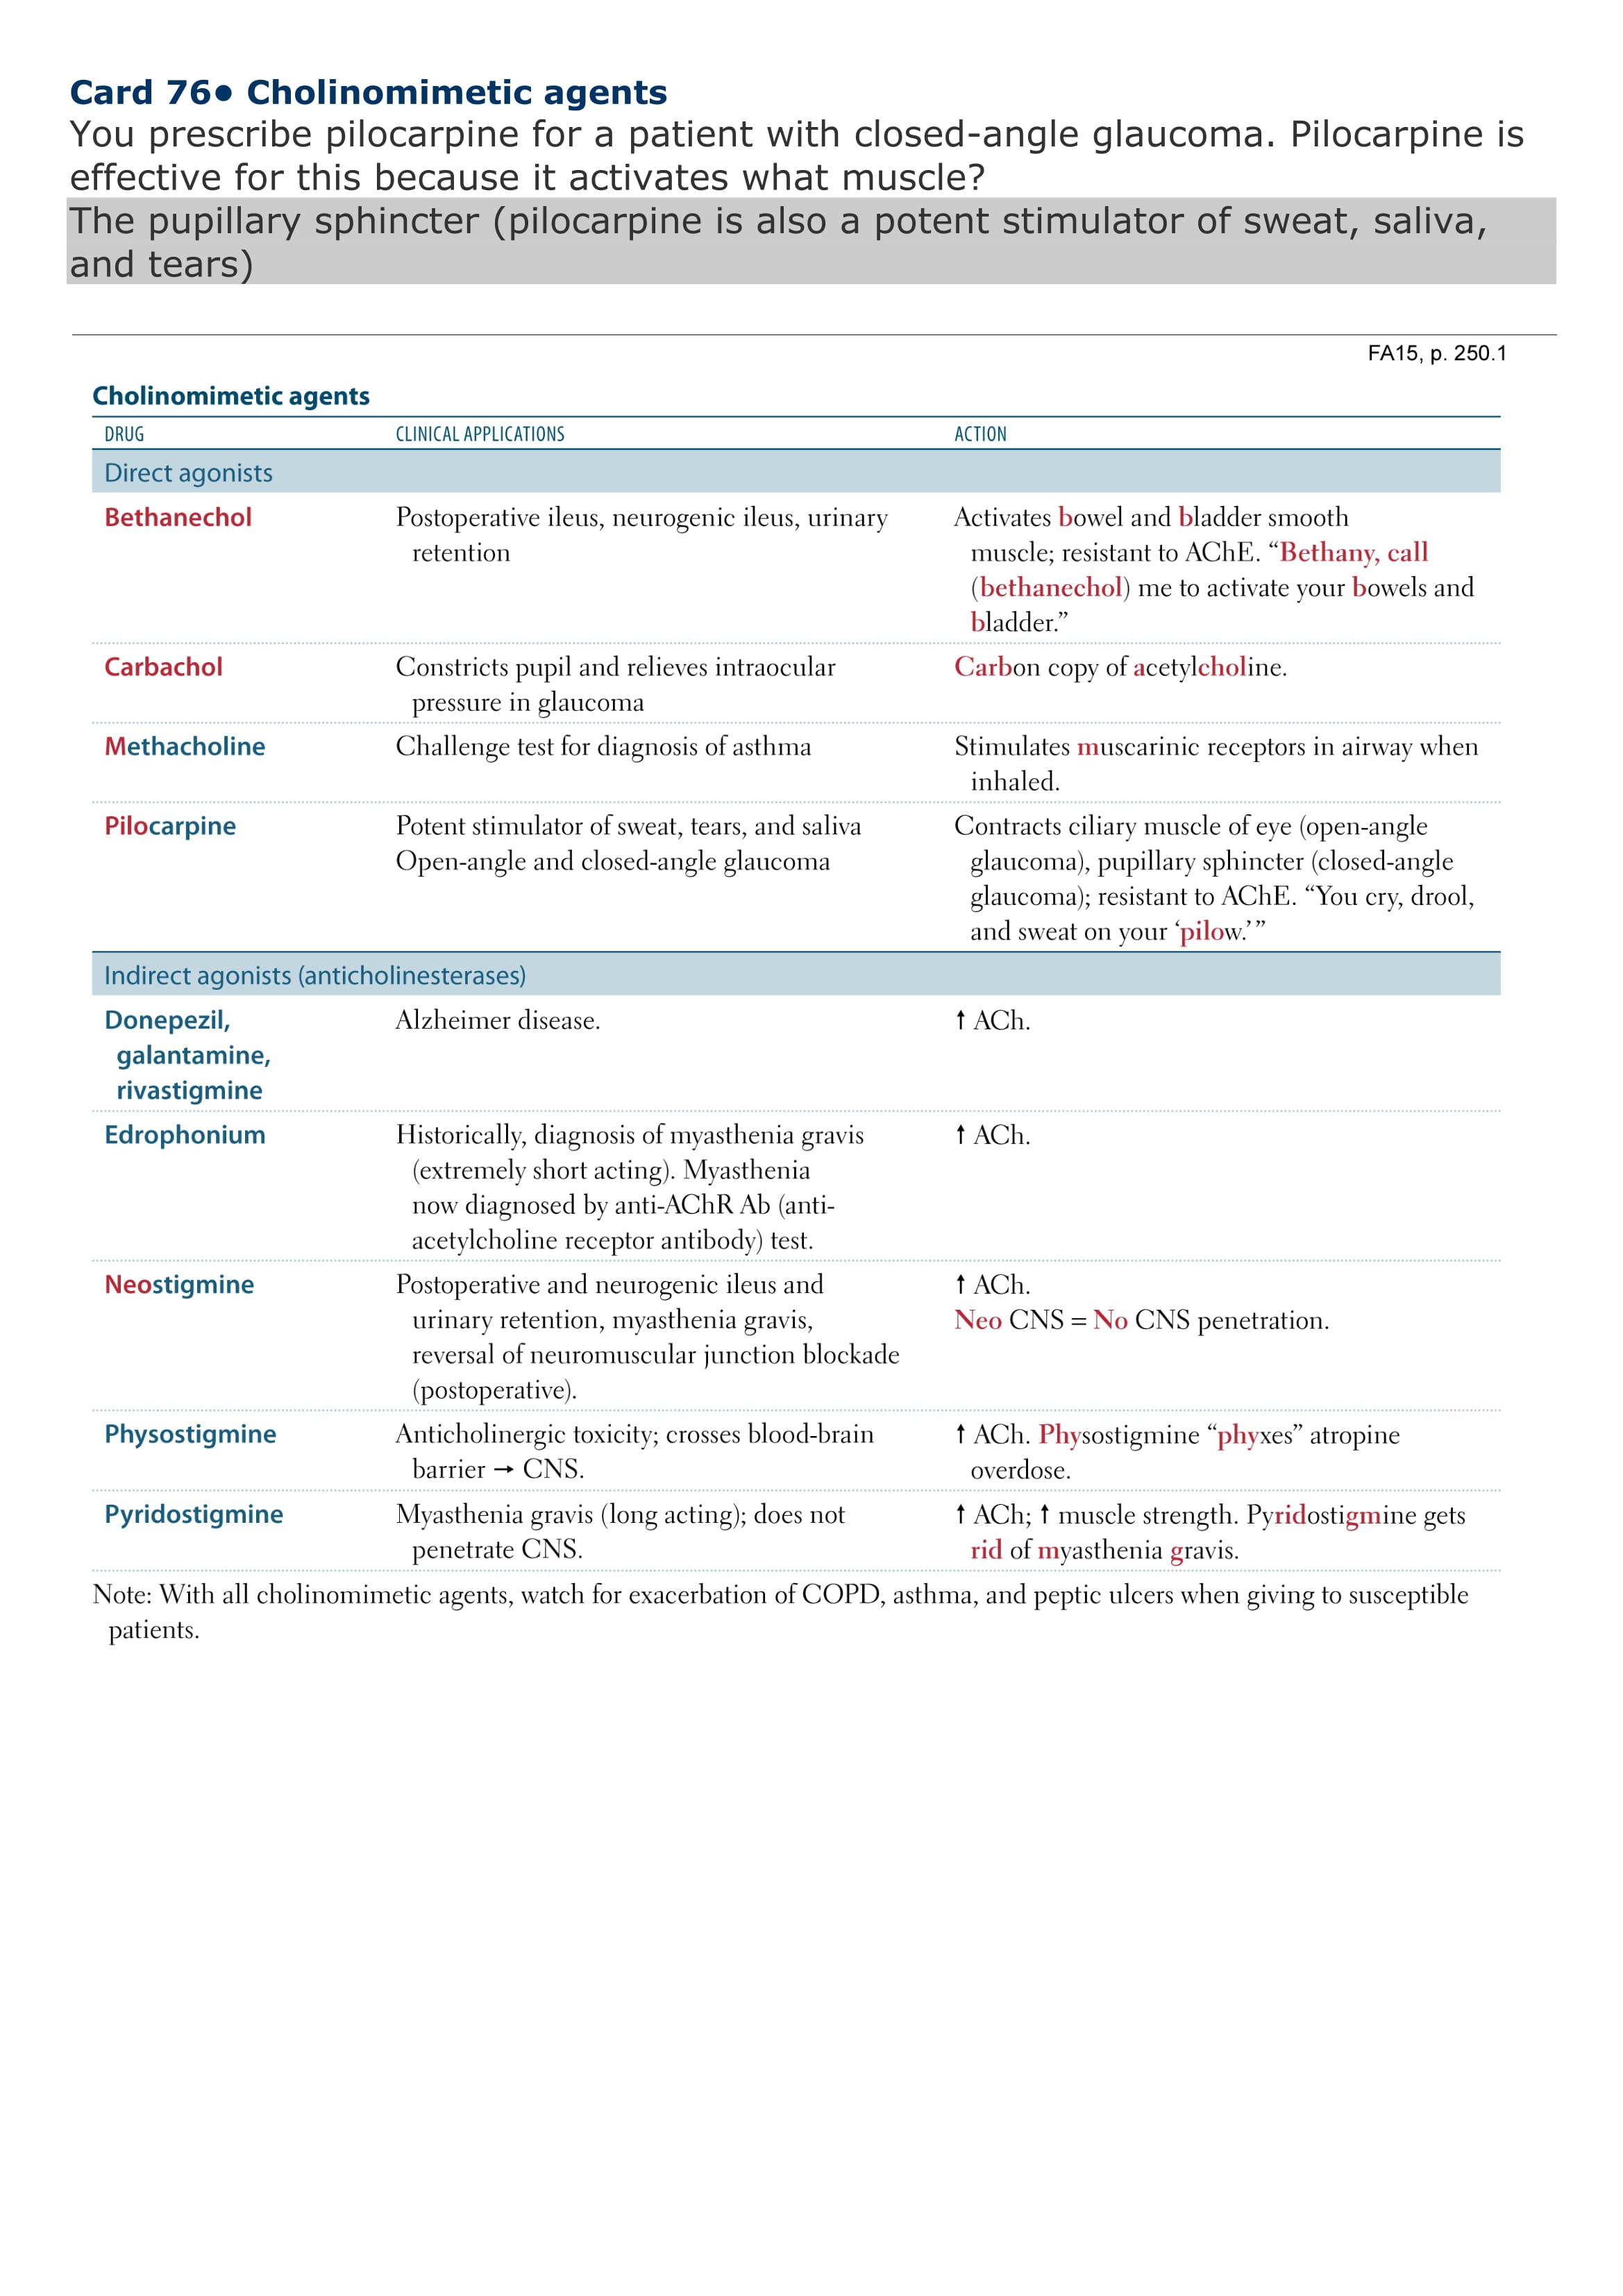 Card 76● Cholinomimetic agents
You prescribe pilocarpine for a patient with closed-angle glaucoma. Pilocarpine is
effective for this because it activates what muscle?
The pupillary sphincter (pilocarpine is also a potent stimulator of sweat, saliva,
and tears)
FA15, p. 250.1
Cholinomimetic agents
DRUG CLINICAL APPLICATIONS ACTION
Direct agonists
Bethanechol Postoperative ileus, neurogenic ileus, urinary Activates bowel and bladder smooth
retention muscle; resistant to AChE. “Bethany, call
(bethanechol) me to activate your bowels and
bladder.”
Carbachol Constricts pupil and relieves intraocular Carbon copy of acetylcholine.
pressure in glaucoma
Methacholine Challenge test for diagnosis of asthma Stimulates muscarinic receptors in airway when
inhaled.
Pilocarpine Potent stimulator of sweat, tears, and saliva Contracts ciliary muscle of eye (open-angle
Open-angle and closed-angle glaucoma glaucoma), pupillary sphincter (closed-angle
glaucoma); resistant to AChE. “You cry, drool,
and sweat on your ‘pilow.’”
Indirect agonists (anticholinesterases)
Donepezil, Alzheimer disease. ↑ ACh.
galantamine,
rivastigmine
Edrophonium Historically, diagnosis of myasthenia gravis ↑ ACh.
(extremely short acting). Myasthenia
now diagnosed by anti-AChR Ab (anti-
acetylcholine receptor antibody) test.
Neostigmine Postoperative and neurogenic ileus and ↑ ACh.
urinary retention, myasthenia gravis, Neo CNS = No CNS penetration.
reversal of neuromuscular junction blockade
(postoperative).
Physostigmine Anticholinergic toxicity; crosses blood-brain ↑ ACh. Physostigmine “phyxes” atropine
barrier → CNS. overdose.
Pyridostigmine Myasthenia gravis (long acting); does not ↑ ACh; ↑ muscle strength. Pyridostigmine gets
penetrate CNS. rid of myasthenia gravis.
Note: With all cholinomimetic agents, watch for exacerbation of COPD, asthma, and peptic ulcers when giving to susceptible
patients.